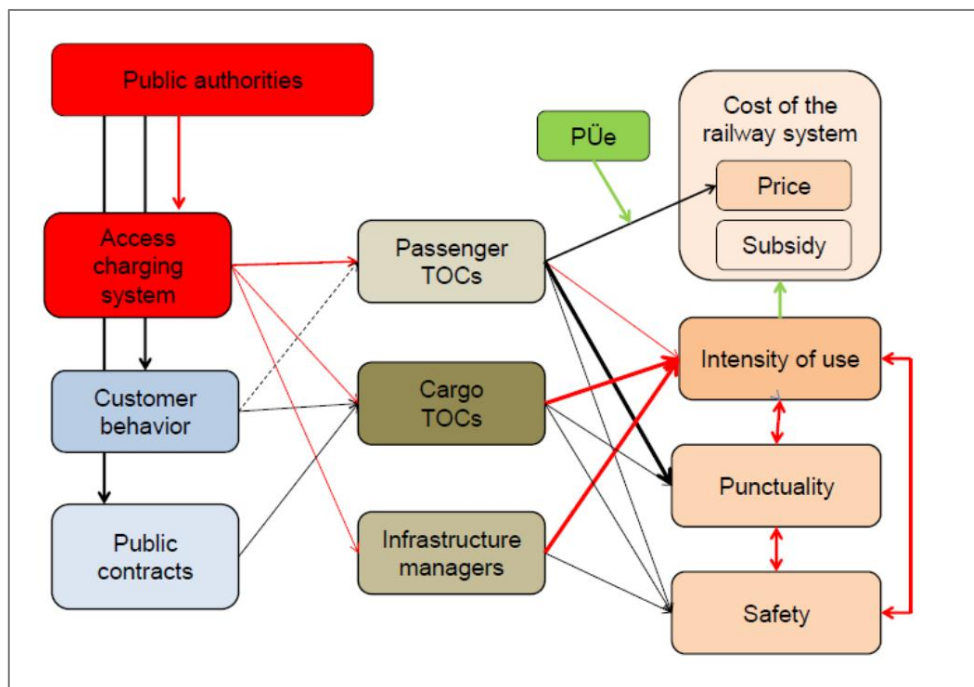 Public authorities
Cost of the
railway system
PÜe
Price
Subsidy
Access
charging
system
Passenger
TOCs
Intensity of use
Customer
behavior
Cargo
TOCs
Punctuality
Public
contracts
Infrastructure
managers
Safety